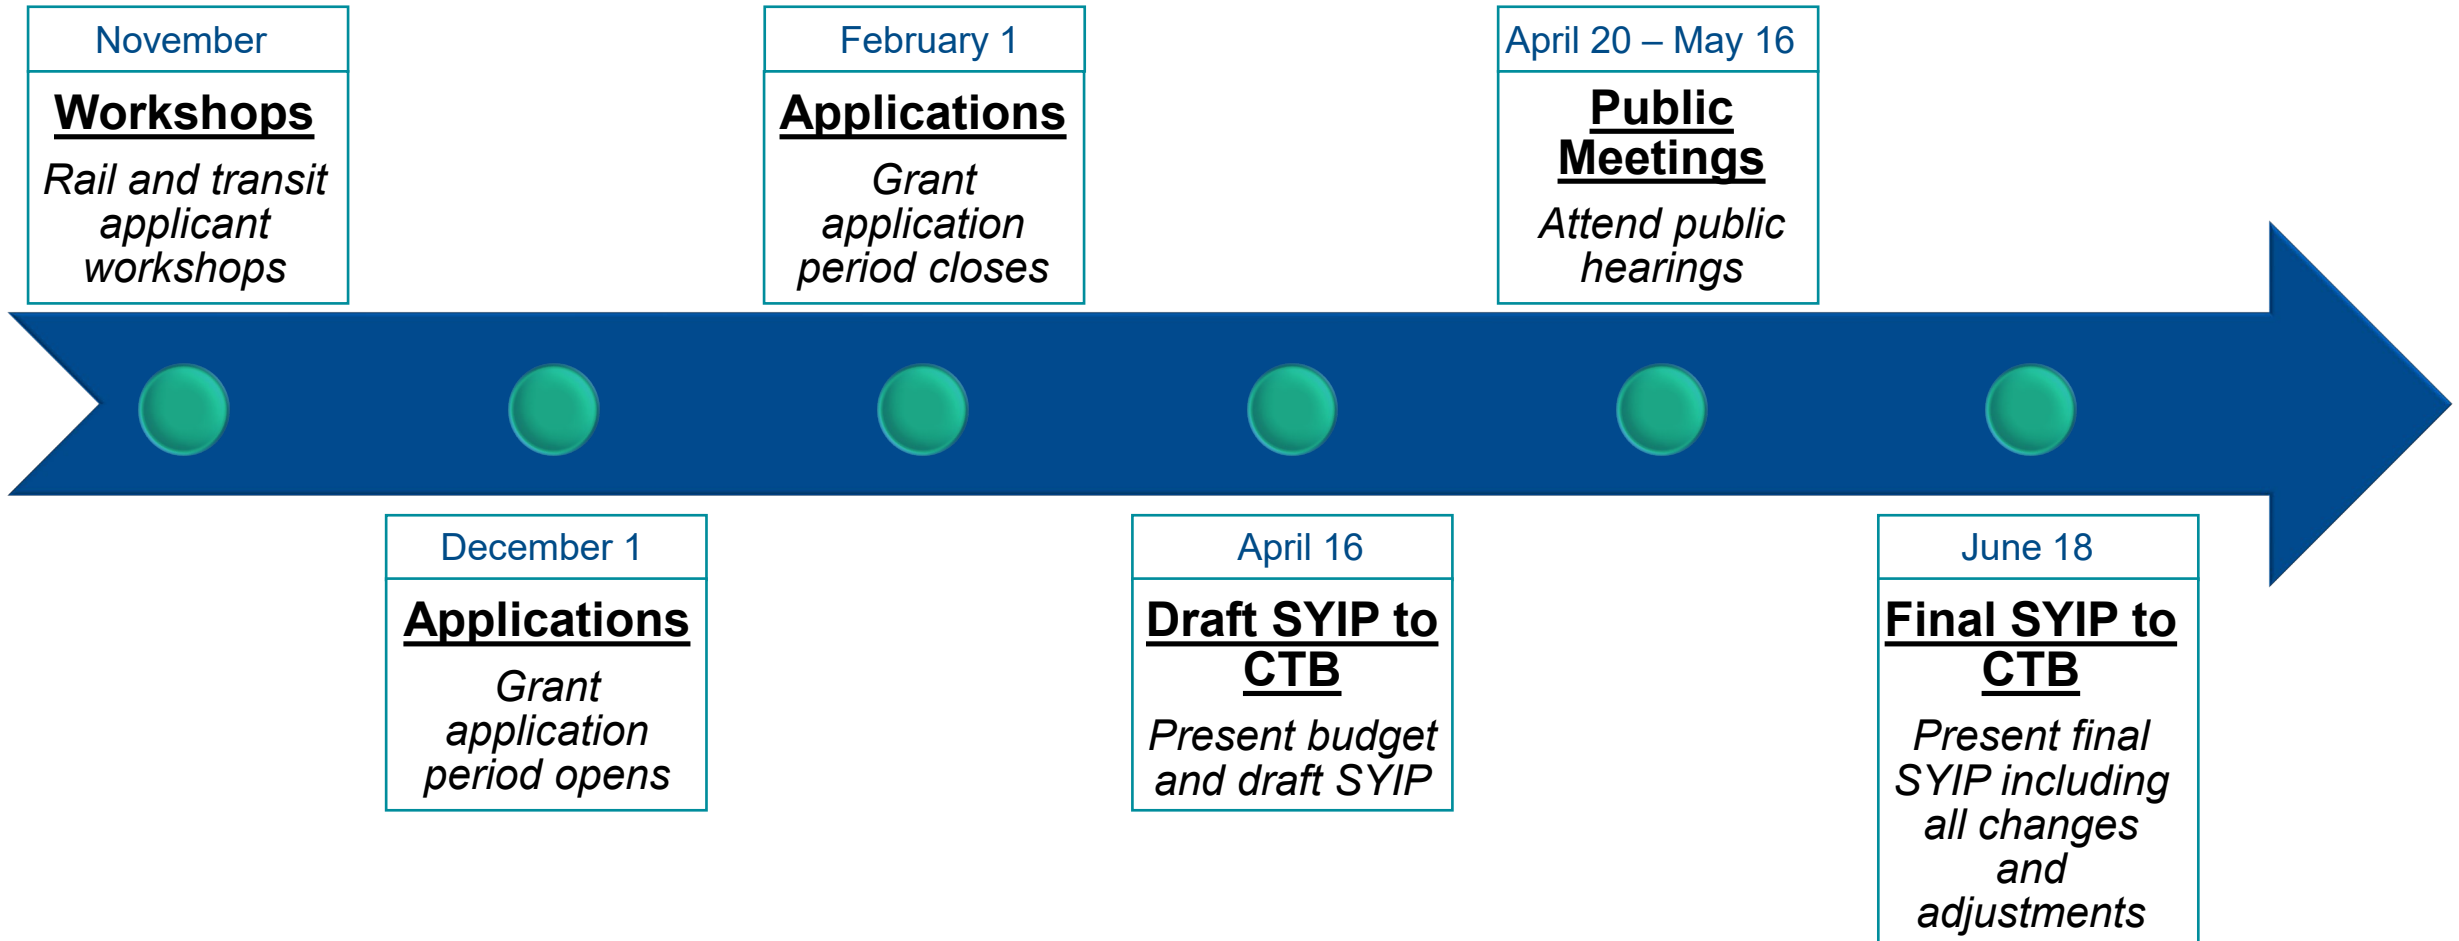 November
Workshops
Rail and transit
applicant
workshops
December 1
Applications
Grant
application
period opens
February 1
Applications
Grant
application
period closes
April 16
Draft SYIP to
CTB
Present budget
and draft SYIP
April 20 – May 16
Public
Meetings
Attend public
hearings
June 18
Final SYIP to
CTB
Present final
SYIP including
all changes
and
adjustments